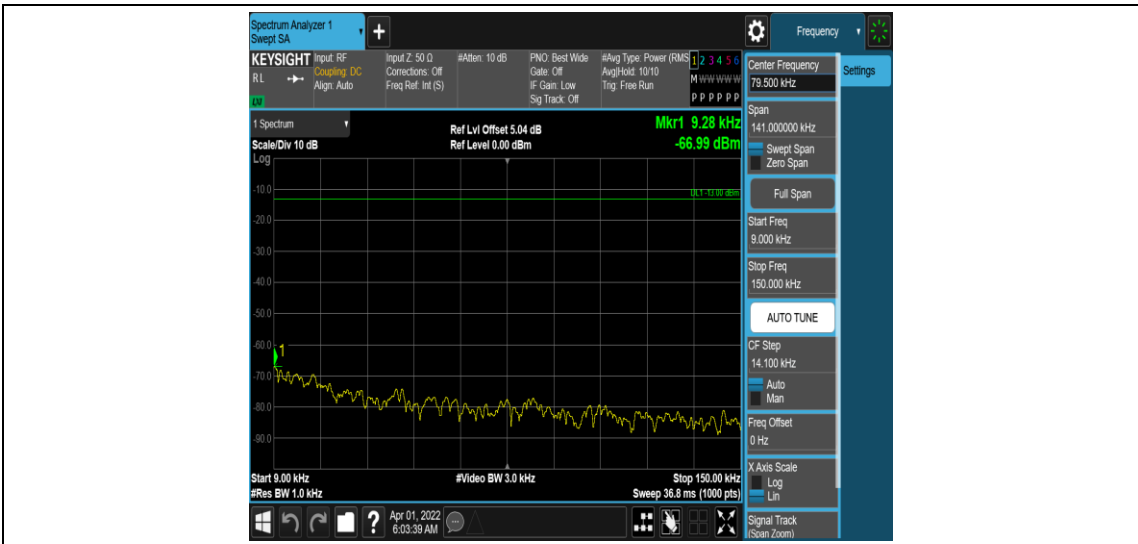 Spectrum Analyzer 1
Swept SA
Frequency
KEYSIGHT
RL
LXI
Input: RF
Coupling: DC
Align: Auto
Input Z: 50 Ω
Corrections: Off
Freq Ref: Int (S)
#Atten: 10 dB
PNO: Best Wide
Gate: Off
IF Gain: Low
Sig Track: Off
#Avg Type: Power (RMS
Avg|Hold: 10/10
Trig: Free Run
1 2 3 4 5 6
M W W W W W
P P P P P P
1 Spectrum
Scale/Div 10 dB
Log
Ref Lvl Offset 5.04 dB
Ref Level 0.00 dBm
Mkr1 9.28 kHz
-66.99 dBm
DL1 -13.00 dBm
-10.0
-20.0
-30.0
-40.0
-50.0
-60.0
1
-70.0
-80.0
-90.0
Start 9.00 kHz
#Res BW 1.0 kHz
#Video BW 3.0 kHz
Stop 150.00 kHz
Sweep 36.8 ms (1000 pts)
?
Apr 01, 2022
6:03:39 AM
Center Frequency
79.500 kHz
Settings
Span
141.000000 kHz
Swept Span
Zero Span
Full Span
Start Freq
9.000 kHz
Stop Freq
150.000 kHz
AUTO TUNE
CF Step
14.100 kHz
Auto
Man
Freq Offset
0 Hz
X Axis Scale
Log
Lin
Signal Track
(Span Zoom)